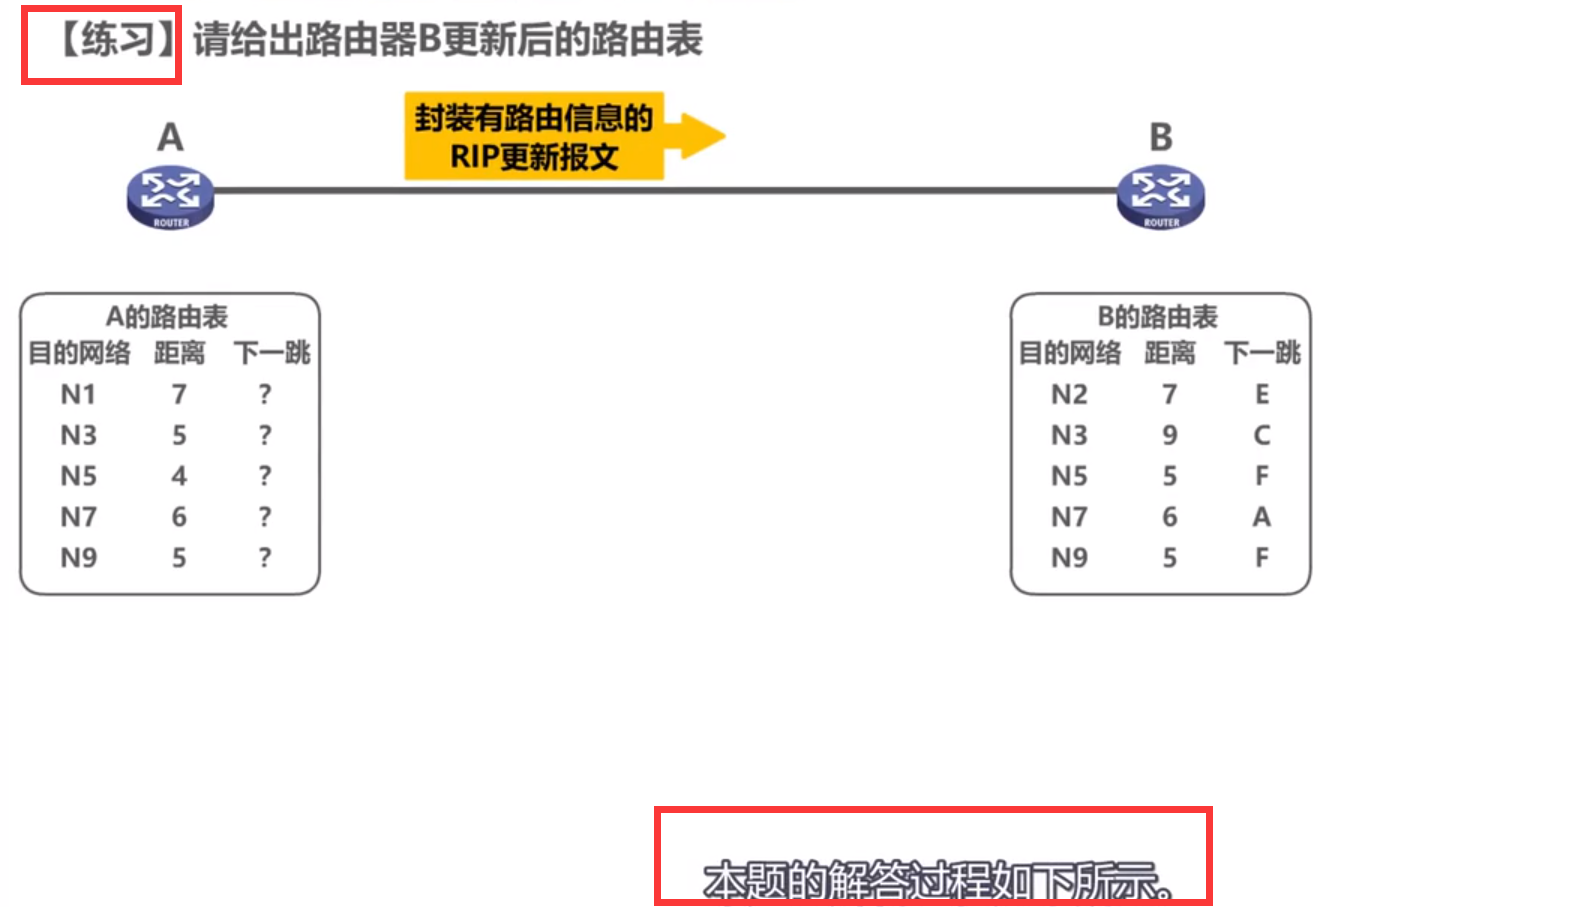 【练习】请给出路由器B更新后的路由表
封装有路由信息的
RIP更新报文
A
B
ROUTER
ROUTER
A的路由表
目的网络 距离 下一跳
N1 7 ?
N3 5 ?
N5 4 ?
N7 6 ?
N9 5 ?
B的路由表
目的网络 距离 下一跳
N2 7 E
N3 9 C
N5 5 F
N7 6 A
N9 5 F
本题的解答过程如下所示。